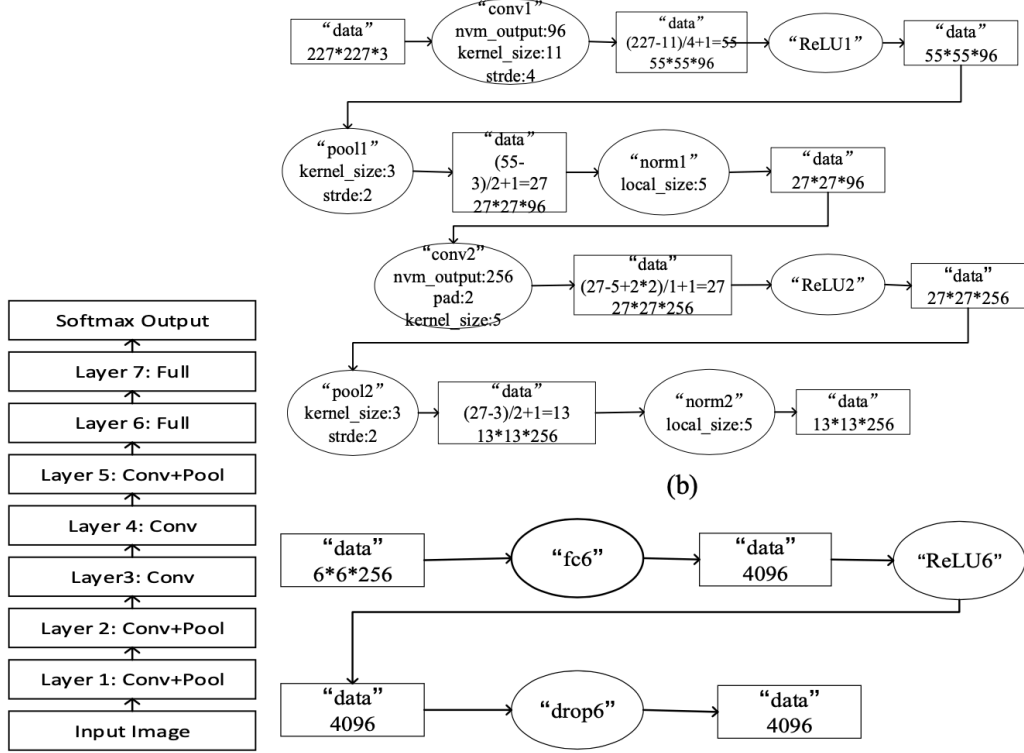 “data”
227*227*3
“conv1”
nvm_output:96
kernel_size:11
strde:4
“data”
(227-11)/4+1=55
55*55*96
“ReLU1”
“data”
55*55*96
“pool1”
kernel_size:3
strde:2
“data”
(55-
3)/2+1=27
27*27*96
“norm1”
local_size:5
“data”
27*27*96
“conv2”
nvm_output:256
pad:2
kernel_size:5
“data”
(27-5+2*2)/1+1=27
27*27*256
“ReLU2”
“data”
27*27*256
“pool2”
kernel_size:3
strde:2
“data”
(27-3)/2+1=13
13*13*256
“norm2”
local_size:5
“data”
13*13*256
(b)
Softmax Output
Layer 7: Full
Layer 6: Full
Layer 5: Conv+Pool
Layer 4: Conv
Layer3: Conv
Layer 2: Conv+Pool
Layer 1: Conv+Pool
Input Image
“data”
6*6*256
“fc6”
“data”
4096
“ReLU6”
“data”
4096
“drop6”
“data”
4096